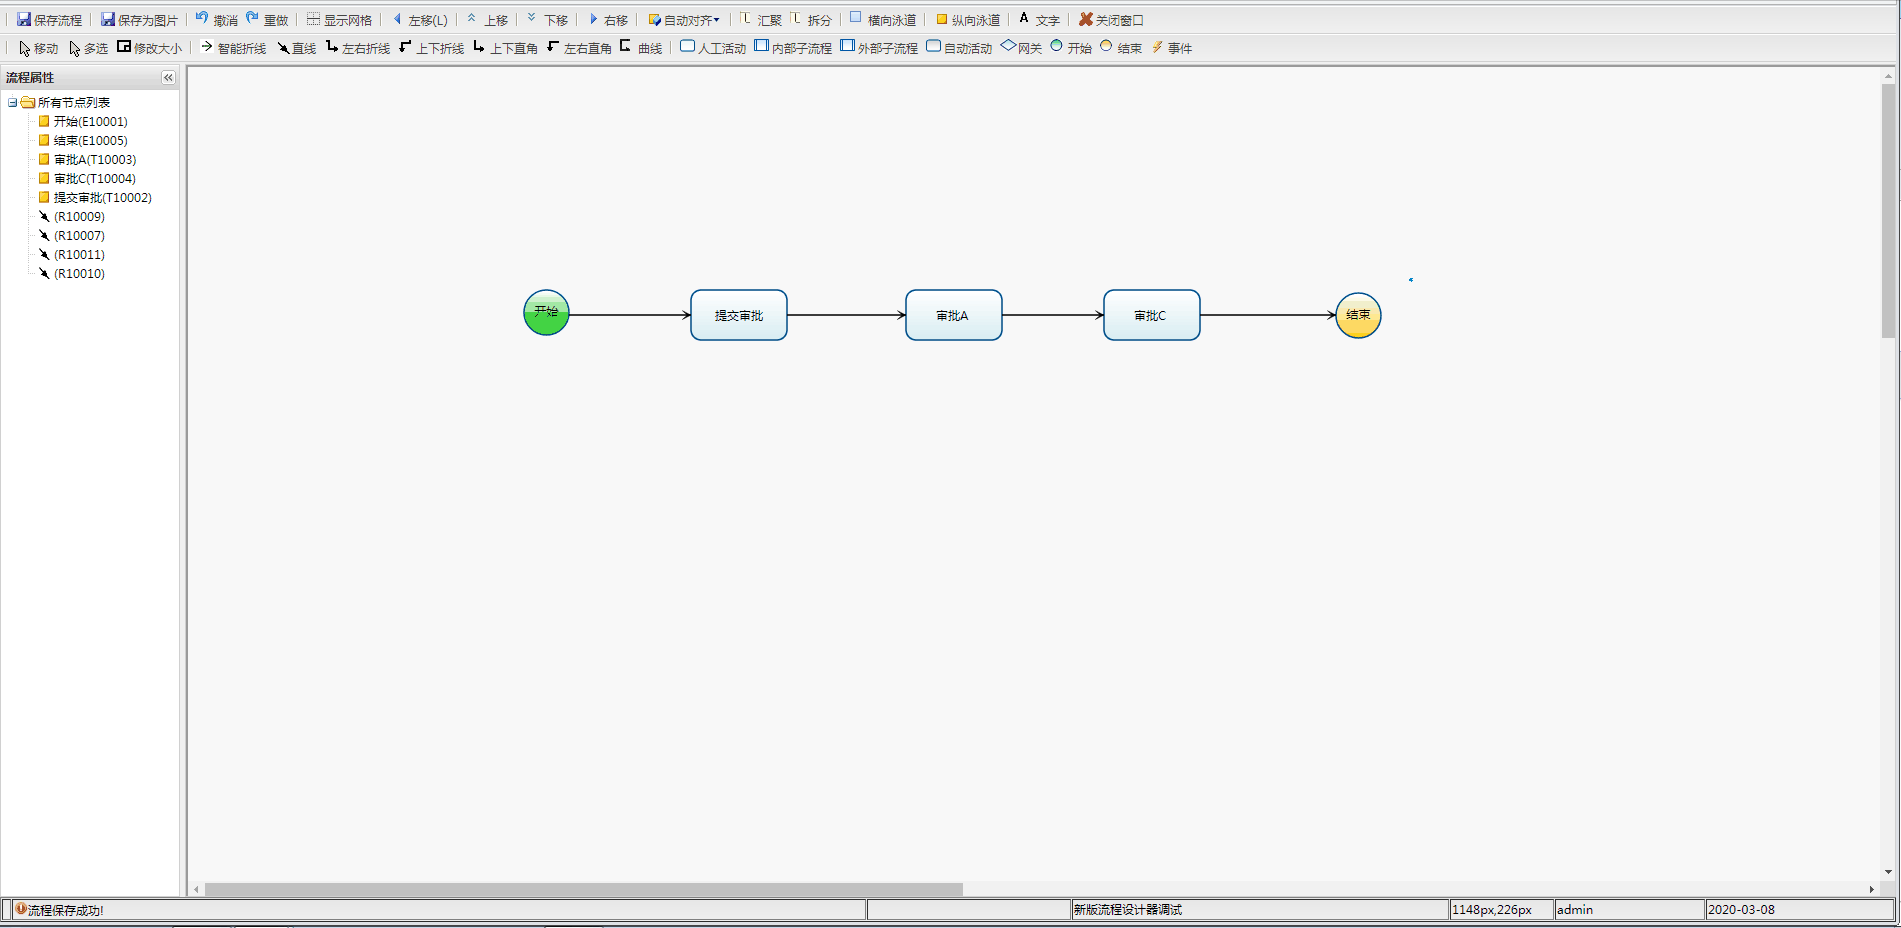 保存流程 保存为图片 撤消 重做 显示网格 左移(L) 上移 下移 右移 自动对齐 汇聚 拆分 横向泳道 纵向泳道 A 文字 关闭窗口
移动 多选 修改大小 智能折线 直线 左右折线 上下折线 上下直角 左右直角 曲线 人工活动 内部子流程 外部子流程 自动活动 网关 开始 结束 事件
流程属性
所有节点列表
开始(E10001)
结束(E10005)
审批A(T10003)
审批C(T10004)
提交审批(T10002)
(R10009)
(R10007)
(R10011)
(R10010)
开始 提交审批 审批A 审批C 结束
流程保存成功! 新版流程设计器调试 1148px,226px admin 2020-03-08